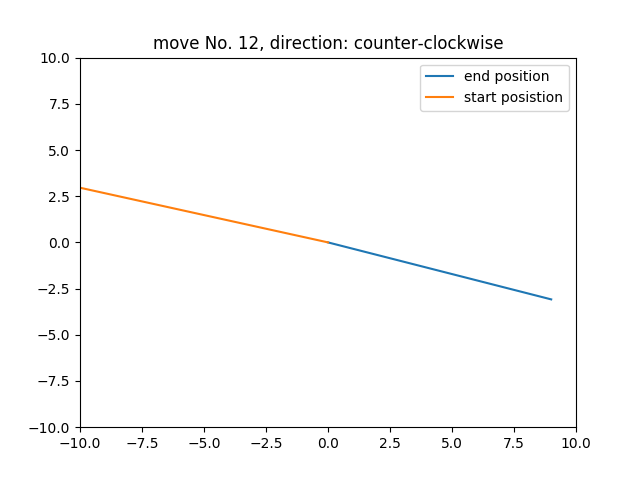 move No. 12, direction: counter-clockwise
end position
start posistion
10.0
7.5
5.0
2.5
0.0
−2.5
−5.0
−7.5
−10.0
−10.0 −7.5 −5.0 −2.5 0.0 2.5 5.0 7.5 10.0